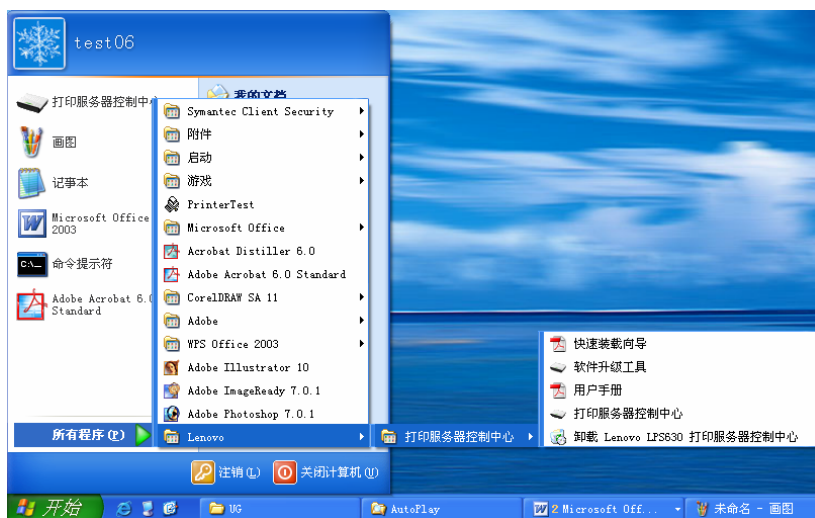 test06
打印服务器控制中心
画图
记事本
Microsoft Office
2003
命令提示符
Adobe Acrobat 6.0
Standard
所有程序(P)
我的文档
Symantec Client Security
附件
启动
游戏
PrinterTest
Microsoft Office
Acrobat Distiller 6.0
Adobe Acrobat 6.0 Standard
CorelDRAW SA 11
Adobe
WPS Office 2003
Adobe Illustrator 10
Adobe ImageReady 7.0.1
Adobe Photoshop 7.0.1
Lenovo
打印服务器控制中心
快速装载向导
软件升级工具
用户手册
打印服务器控制中心
卸载 Lenovo LPS630 打印服务器控制中心
注销(L)
关闭计算机(U)
开始
UG
AutoPlay
2 Microsoft Off...
未命名 - 画图